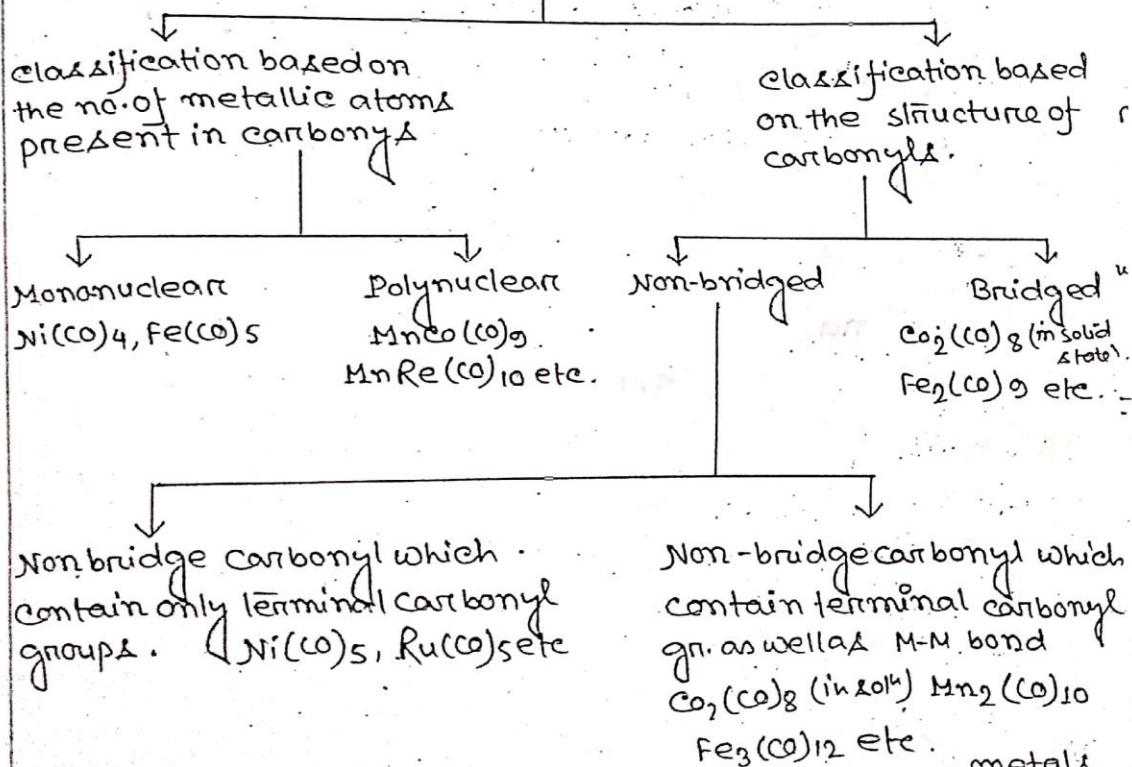 Classification based on
the no. of metallic atoms
present in carbonys
Classification based
on the structure of
carbonyls.
Mononuclear
Ni(CO)4, Fe(CO)5
Polynuclear
MnCo(CO)9.
MnRe(CO)10 etc.
Non-bridged
Bridged
Co2(CO)8 (in solid
state).
Fe2(CO)9 etc.
Non bridge carbonyl which
contain only terminal carbonyl
groups. Ni(CO)5, Ru(CO)5 etc
Non-bridge carbonyl which
contain terminal carbonyl
gr. as well as M-M bond
Co2(CO)8 (in soln) Mn2(CO)10
Fe3(CO)12 etc.
metals